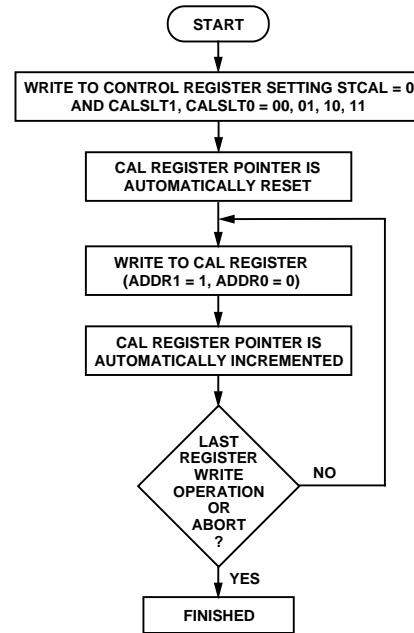 START
WRITE TO CONTROL REGISTER SETTING STCAL = 0
AND CALSLT1, CALSLT0 = 00, 01, 10, 11
CAL REGISTER POINTER IS
AUTOMATICALLY RESET
WRITE TO CAL REGISTER
(ADDR1 = 1, ADDR0 = 0)
CAL REGISTER POINTER IS
AUTOMATICALLY INCREMENTED
LAST
REGISTER
WRITE
OPERATION
OR
ABORT
?
NO
YES
FINISHED